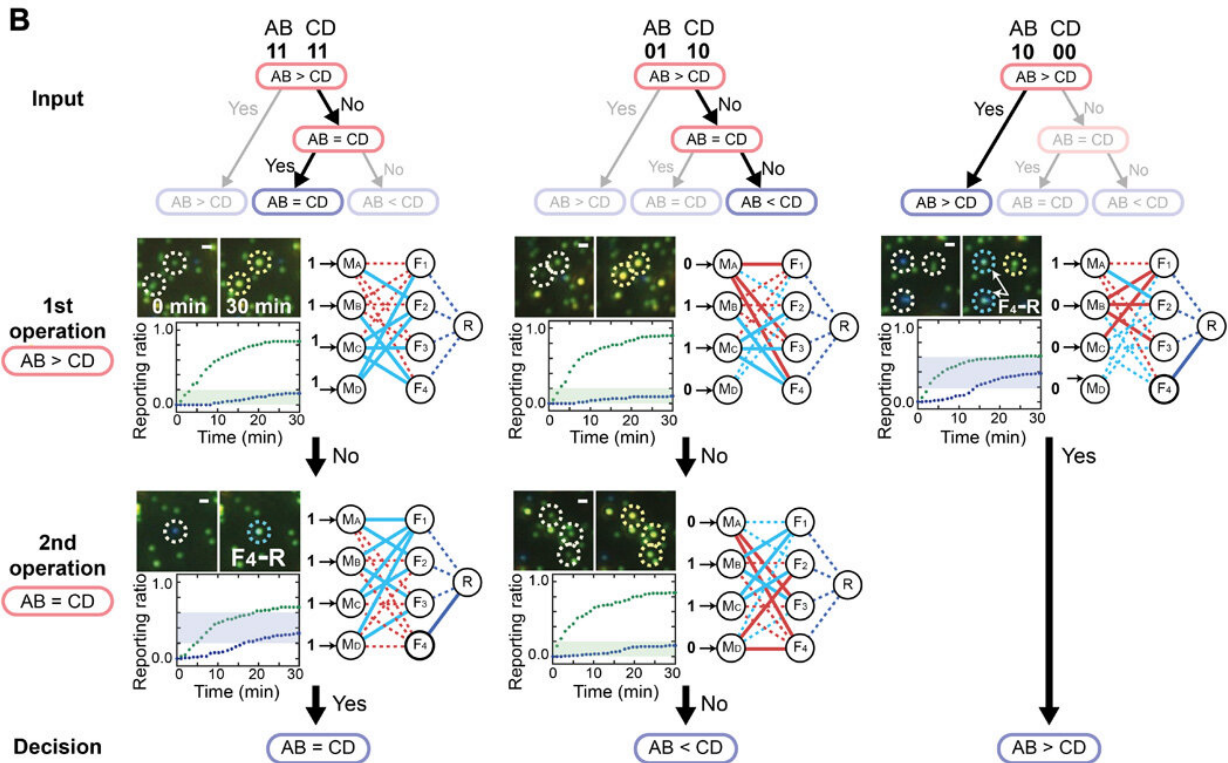 B
Input
AB CD
11 11
AB > CD
Yes
No
AB = CD
Yes
No
AB > CD
AB = CD
AB < CD
AB CD
01 10
AB > CD
Yes
No
AB = CD
Yes
No
AB > CD
AB = CD
AB < CD
AB CD
10 00
AB > CD
Yes
No
AB = CD
Yes
No
AB > CD
AB = CD
AB < CD
1st
operation
AB > CD
0 min
30 min
Reporting ratio
1.0
0.0
0 10 20 30
Time (min)
1 MA F1
1 MB F2
1 MC F3
1 MD F4
R
No
Reporting ratio
1.0
0.0
0 10 20 30
Time (min)
0 MA F1
1 MB F2
1 MC F3
0 MD F4
R
No
F4-R
Reporting ratio
1.0
0.0
0 10 20 30
Time (min)
1 MA F1
0 MB F2
0 MC F3
0 MD F4
R
Yes
2nd
operation
AB = CD
F4-R
Reporting ratio
1.0
0.0
0 10 20 30
Time (min)
1 MA F1
1 MB F2
1 MC F3
1 MD F4
R
Yes
Reporting ratio
1.0
0.0
0 10 20 30
Time (min)
0 MA F1
1 MB F2
1 MC F3
0 MD F4
R
No
Decision
AB = CD
AB < CD
AB > CD